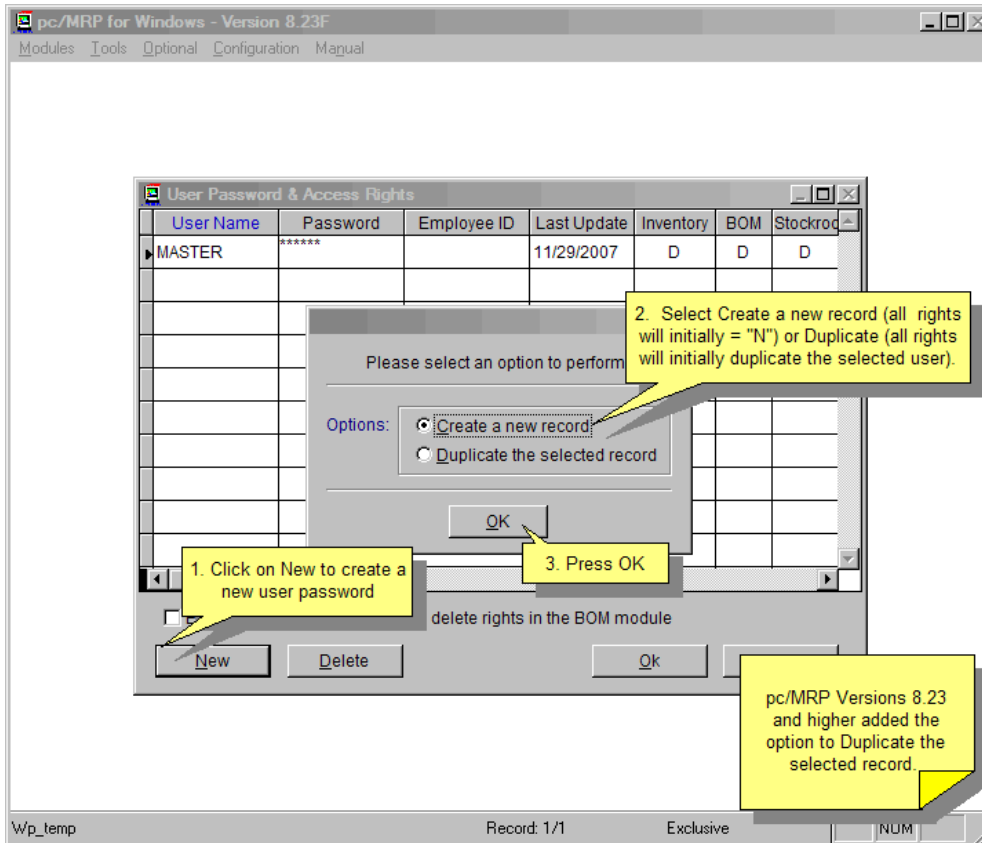 pc/MRP for Windows - Version 8.23F
Modules Tools Optional Configuration Manual
User Password & Access Rights
User Name Password Employee ID Last Update Inventory BOM Stockroo
MASTER ****** 11/29/2007 D D D
2. Select Create a new record (all rights
will initially = "N") or Duplicate (all rights
will initially duplicate the selected user).
Please select an option to perform
Options:
Create a new record
Duplicate the selected record
OK
3. Press OK
1. Click on New to create a
new user password
delete rights in the BOM module
New Delete Ok
pc/MRP Versions 8.23
and higher added the
option to Duplicate the
selected record.
Wp_temp Record: 1/1 Exclusive NUM